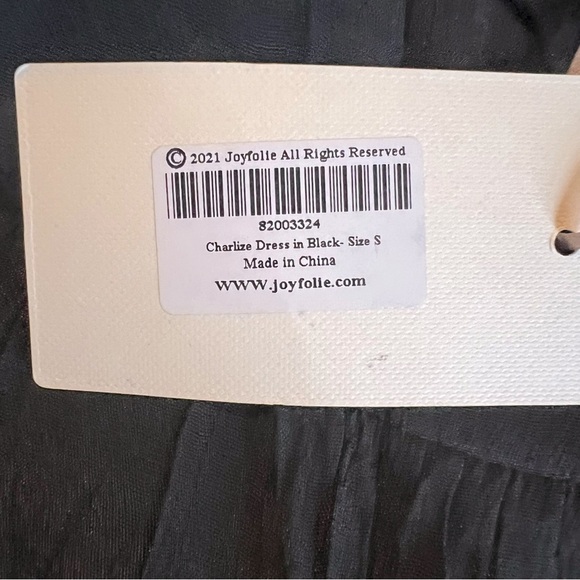 © 2021 Joyfolie All Rights Reserved
82003324
Charlize Dress in Black- Size S
Made in China
WWW.joyfolie.com